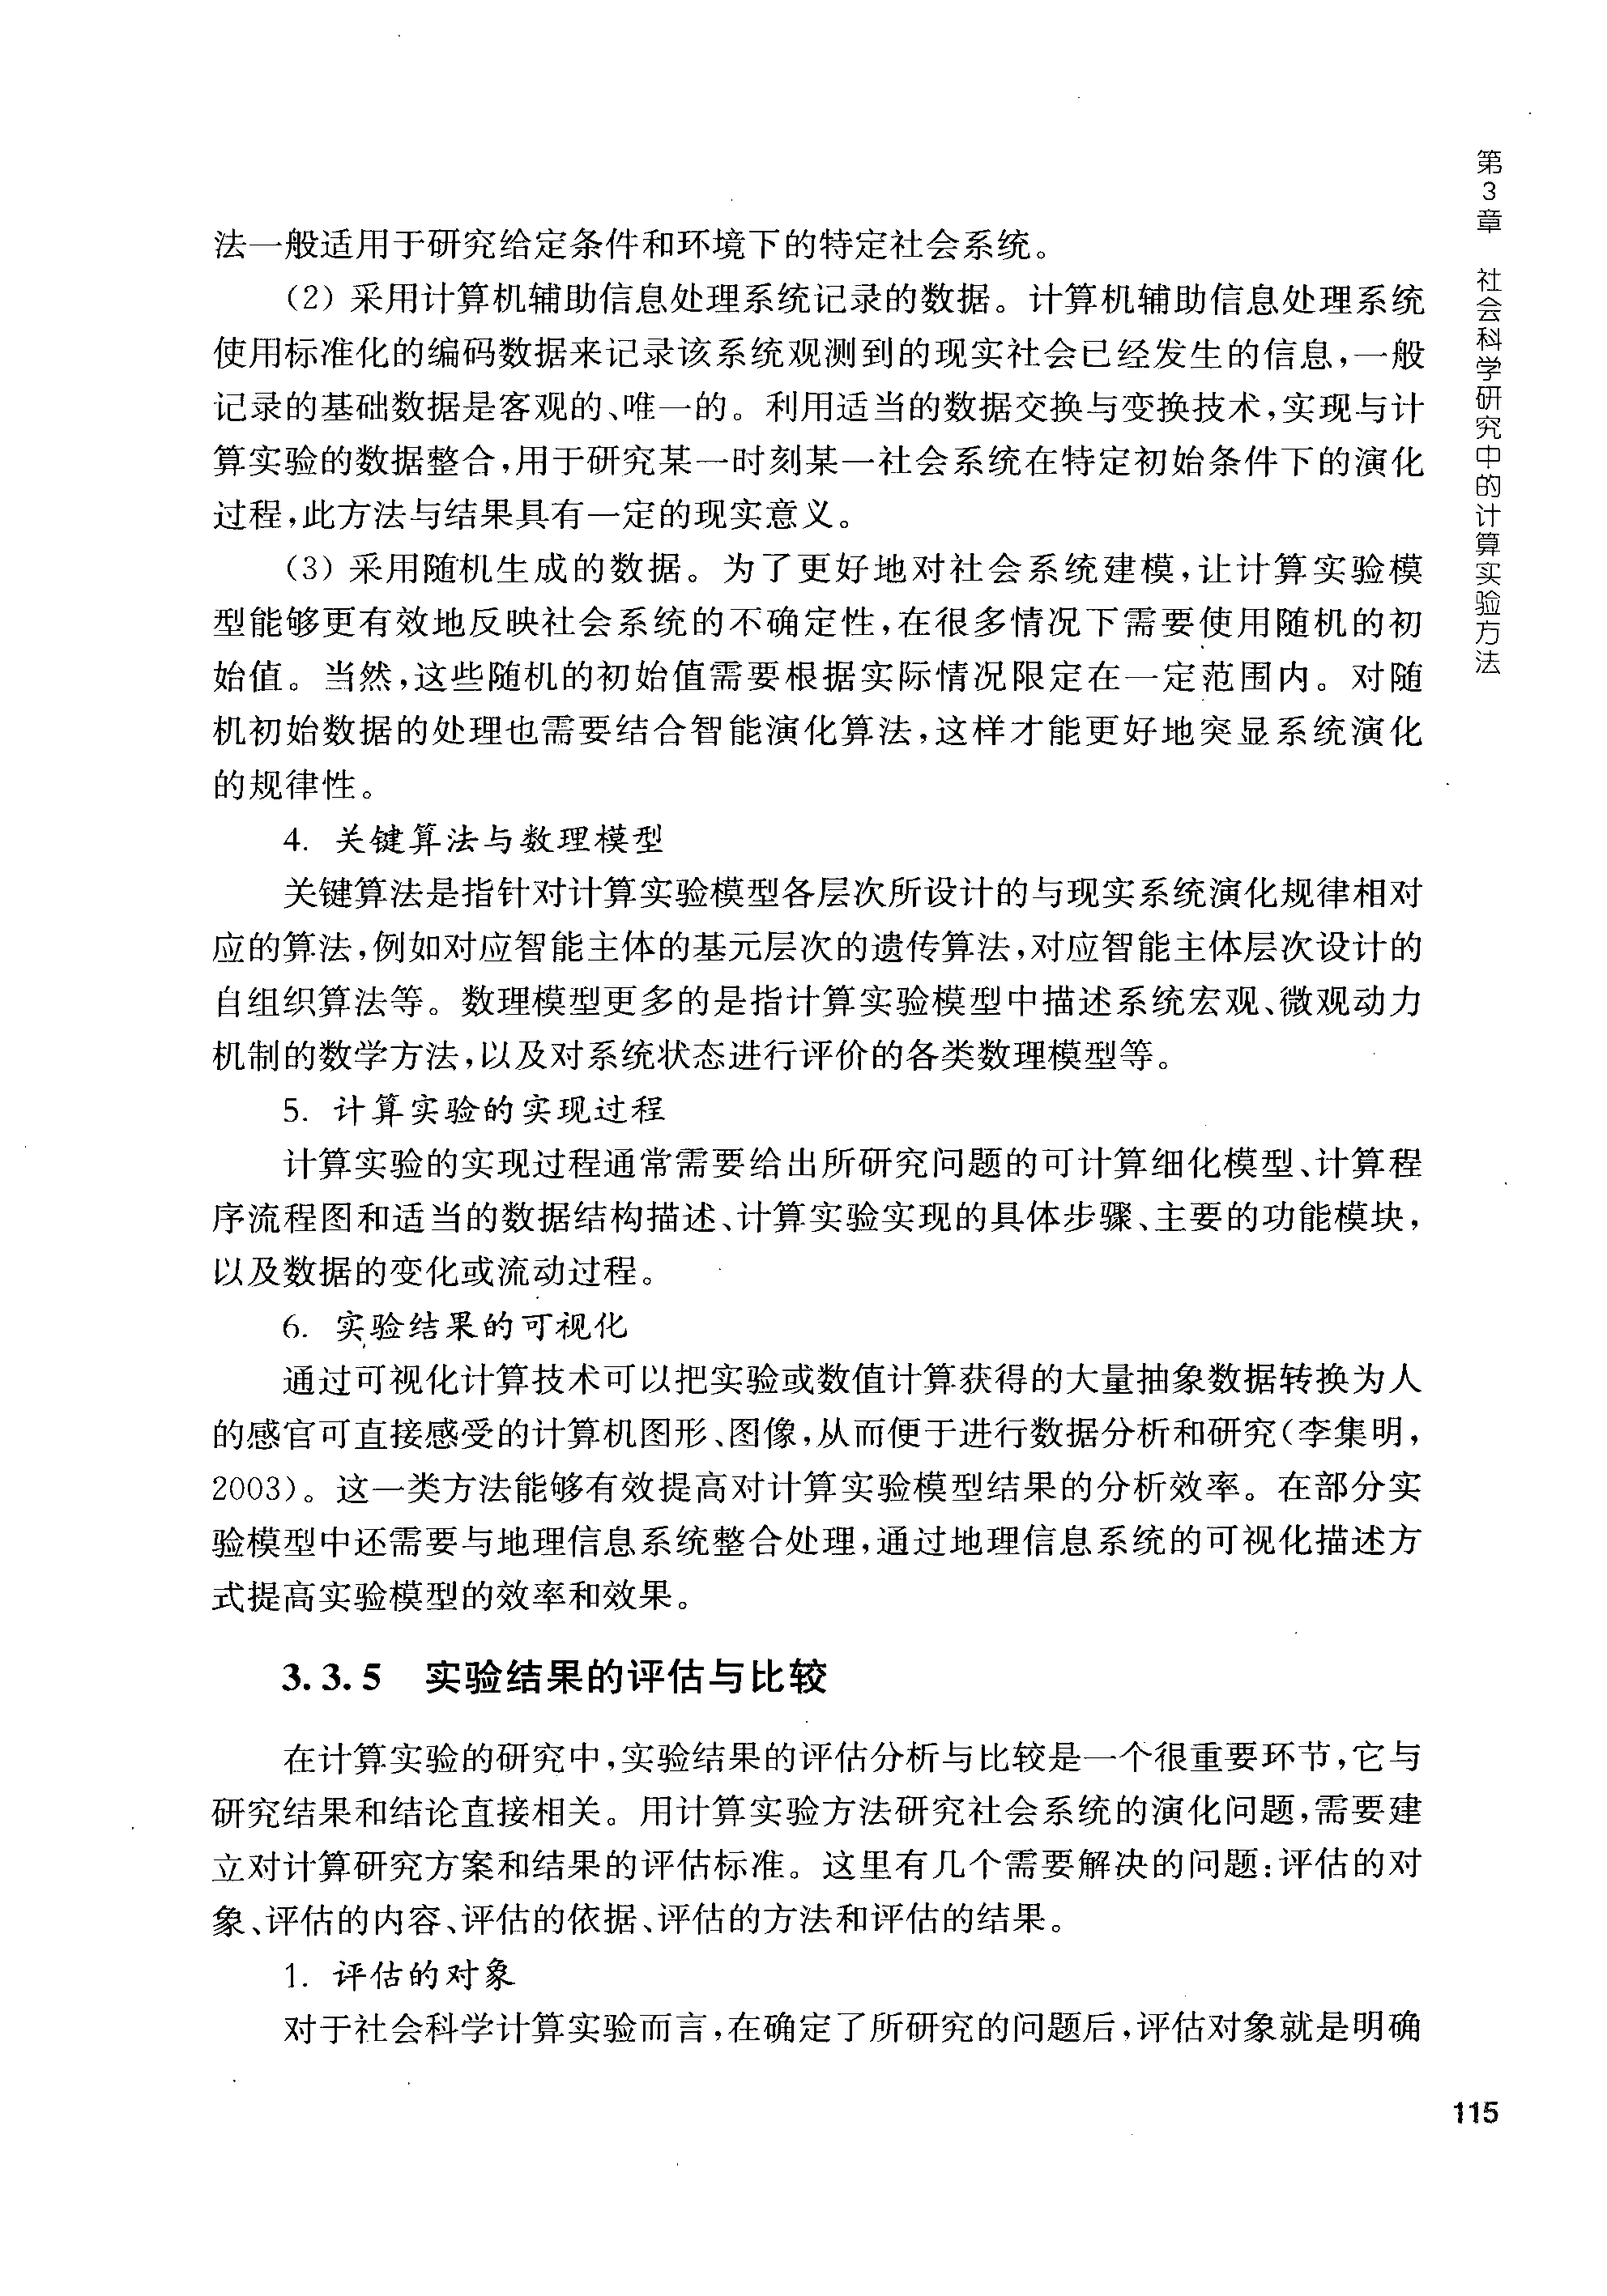 第3章 社会科学研究中的计算实验方法
法一般适用于研究给定条件和环境下的特定社会系统。
（2）采用计算机辅助信息处理系统记录的数据。计算机辅助信息处理系统
使用标准化的编码数据来记录该系统观测到的现实社会已经发生的信息，一般
记录的基础数据是客观的、唯一的。利用适当的数据交换与变换技术，实现与计
算实验的数据整合，用于研究某一时刻某一社会系统在特定初始条件下的演化
过程，此方法与结果具有一定的现实意义。
（3）采用随机生成的数据。为了更好地对社会系统建模，让计算实验模
型能够更有效地反映社会系统的不确定性，在很多情况下需要使用随机的初
始值。当然，这些随机的初始值需要根据实际情况限定在一定范围内。对随
机初始数据的处理也需要结合智能演化算法，这样才能更好地突显系统演化
的规律性。
4. 关键算法与数理模型
关键算法是指针对计算实验模型各层次所设计的与现实系统演化规律相对
应的算法，例如对应智能主体的基元层次的遗传算法，对应智能主体层次设计的
自组织算法等。数理模型更多的是指计算实验模型中描述系统宏观、微观动力
机制的数学方法，以及对系统状态进行评价的各类数理模型等。
5. 计算实验的实现过程
计算实验的实现过程通常需要给出所研究问题的可计算细化模型、计算程
序流程图和适当的数据结构描述、计算实验实现的具体步骤、主要的功能模块，
以及数据的变化或流动过程。
6. 实验结果的可视化
通过可视化计算技术可以把实验或数值计算获得的大量抽象数据转换为人
的感官可直接感受的计算机图形、图像，从而便于进行数据分析和研究（李集明，
2003）。这一类方法能够有效提高对计算实验模型结果的分析效率。在部分实
验模型中还需要与地理信息系统整合处理，通过地理信息系统的可视化描述方
式提高实验模型的效率和效果。
3.3.5 实验结果的评估与比较
在计算实验的研究中，实验结果的评估分析与比较是一个很重要环节，它与
研究结果和结论直接相关。用计算实验方法研究社会系统的演化问题，需要建
立对计算研究方案和结果的评估标准。这里有几个需要解决的问题：评估的对
象、评估的内容、评估的依据、评估的方法和评估的结果。
1. 评估的对象
对于社会科学计算实验而言，在确定了所研究的问题后，评估对象就是明确
115